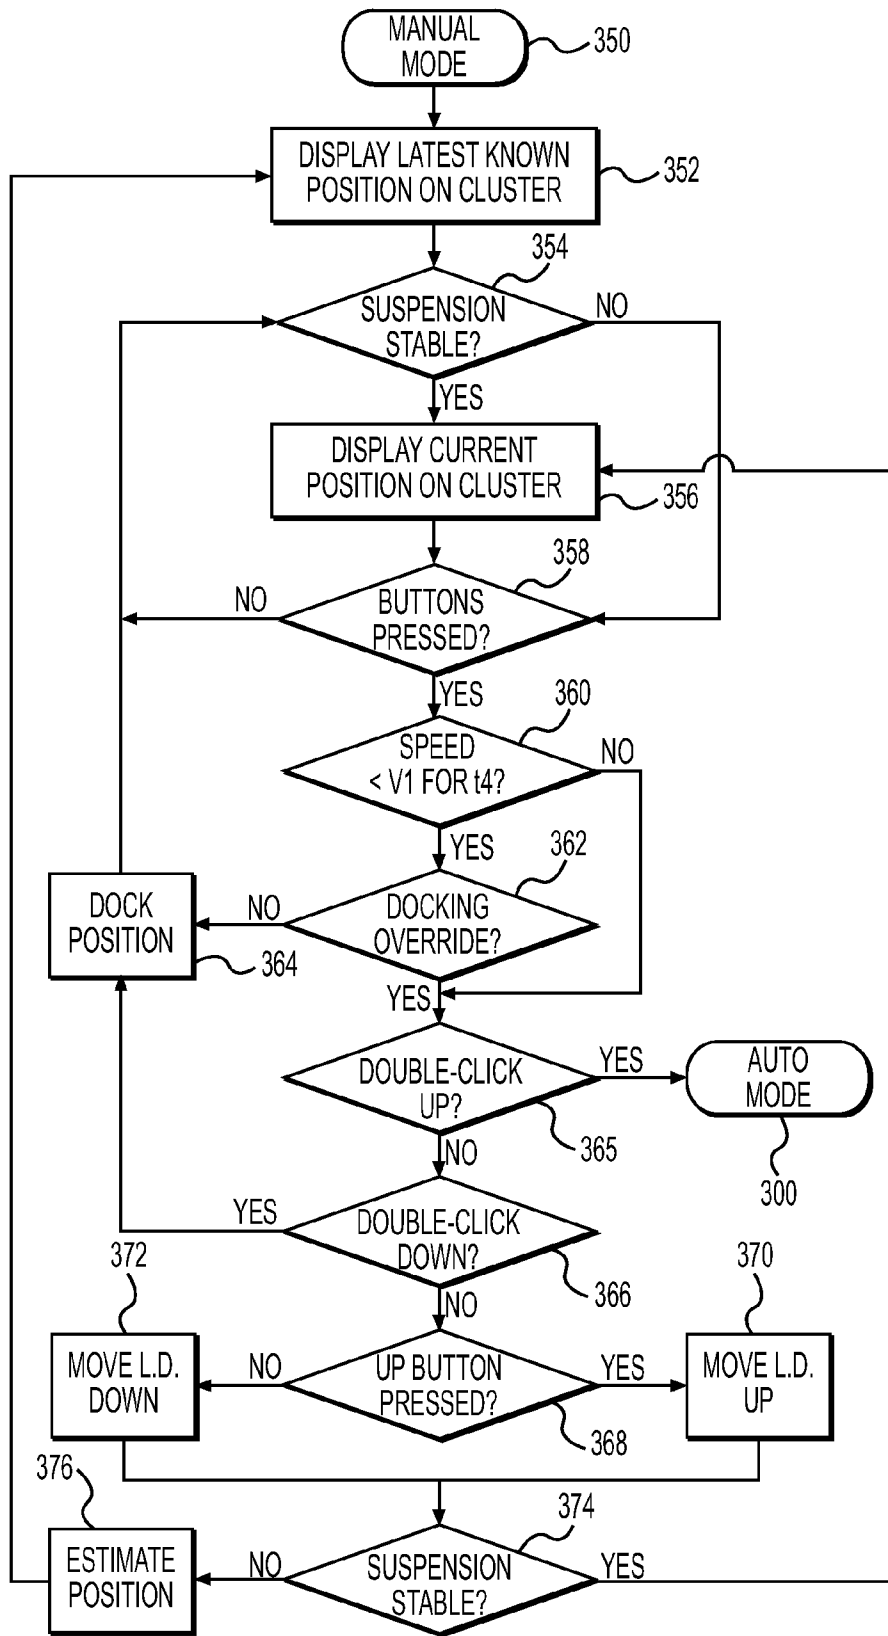 MANUAL
MODE
350
DISPLAY LATEST KNOWN
POSITION ON CLUSTER
352
354
SUSPENSION
STABLE?
NO
YES
DISPLAY CURRENT
POSITION ON CLUSTER
356
358
NO
BUTTONS
PRESSED?
YES
360
SPEED
< V1 FOR t4?
NO
YES
362
DOCK
POSITION
364
NO
DOCKING
OVERRIDE?
YES
DOUBLE-CLICK
UP?
365
YES
AUTO
MODE
300
NO
YES
DOUBLE-CLICK
DOWN?
366
372
370
NO
MOVE L.D.
DOWN
NO
UP BUTTON
PRESSED?
368
YES
MOVE L.D.
UP
376
374
ESTIMATE
POSITION
NO
SUSPENSION
STABLE?
YES